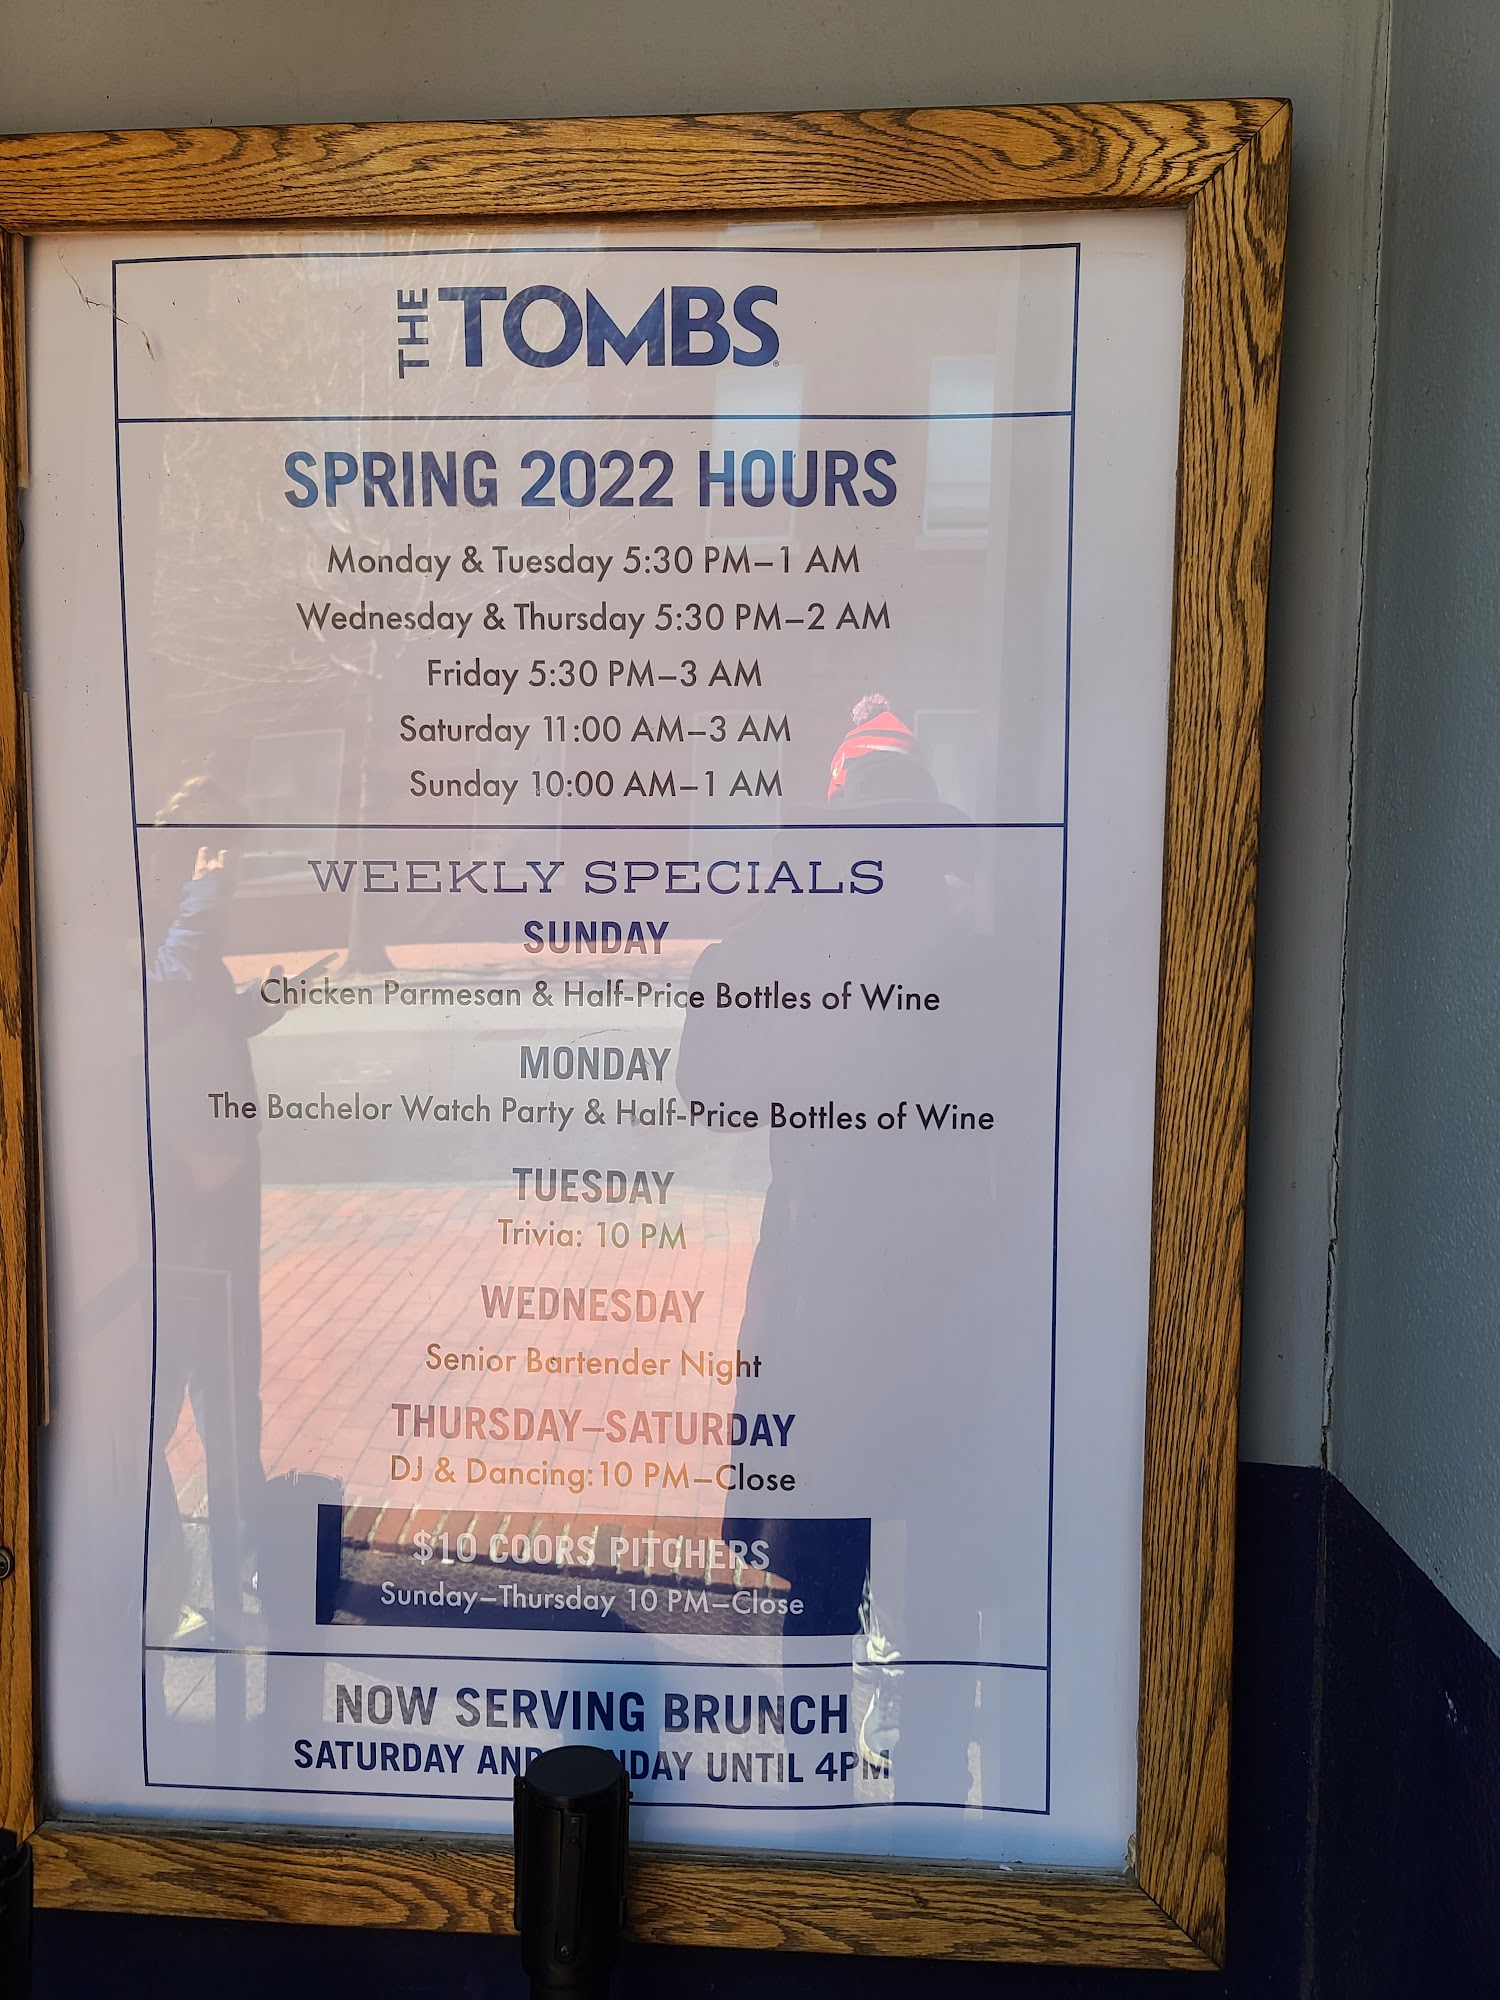 THE TOMBS
SPRING 2022 HOURS
Monday & Tuesday 5:30 PM–1 AM
Wednesday & Thursday 5:30 PM–2 AM
Friday 5:30 PM–3 AM
Saturday 11:00 AM–3 AM
Sunday 10:00 AM–1 AM
WEEKLY SPECIALS
SUNDAY
Chicken Parmesan & Half-Price Bottles of Wine
MONDAY
The Bachelor Watch Party & Half-Price Bottles of Wine
TUESDAY
Trivia: 10 PM
WEDNESDAY
Senior Bartender Night
THURSDAY–SATURDAY
DJ & Dancing:10 PM–Close
$10 COORS PITCHERS
Sunday–Thursday 10 PM–Close
NOW SERVING BRUNCH
SATURDAY AND UNTIL 4PM